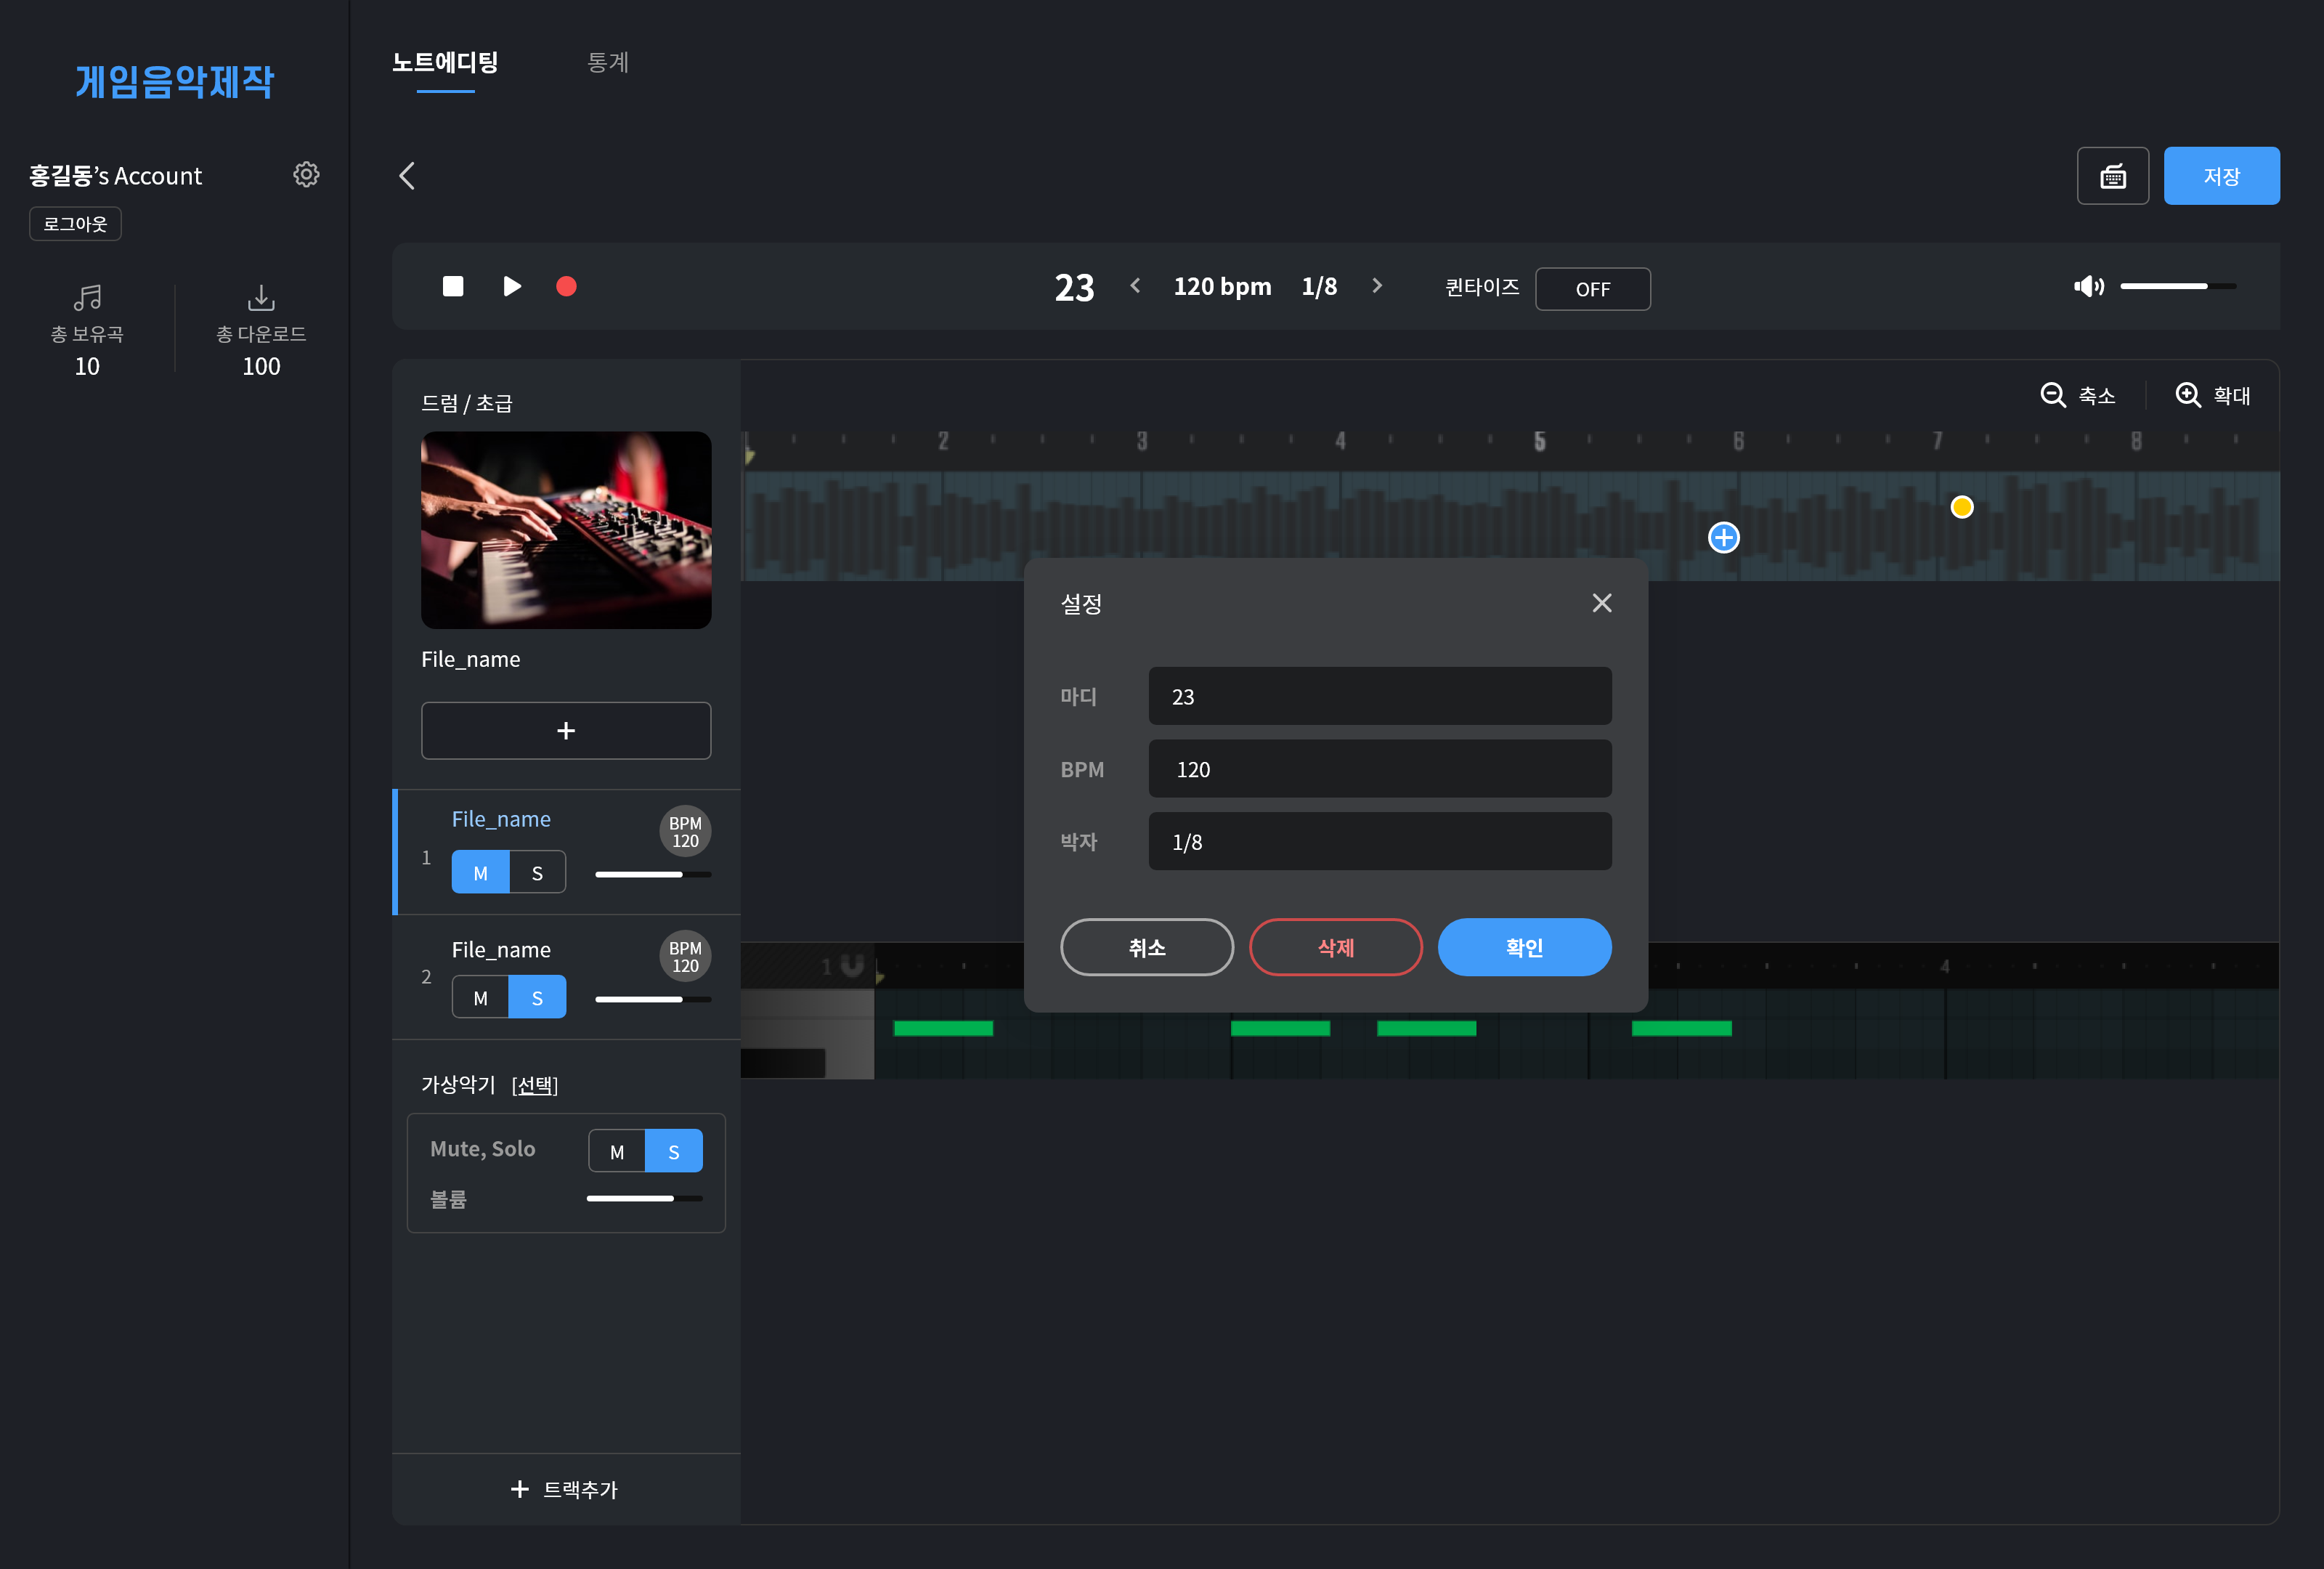 게임음악제작
홍길동's Account
로그아웃
총 보유곡
10
총 다운로드
100
노트에디팅
통계
저장
23
120 bpm
1/8
퀀타이즈
OFF
드럼 / 초급
File_name
축소
확대
1 2 3 4 5 6 7 8
설정
마디
23
BPM
120
박자
1/8
취소
삭제
확인
1
File_name
BPM
120
M
S
2
File_name
BPM
120
M
S
1
4
가상악기 [선택]
Mute, Solo
M
S
볼륨
트랙추가